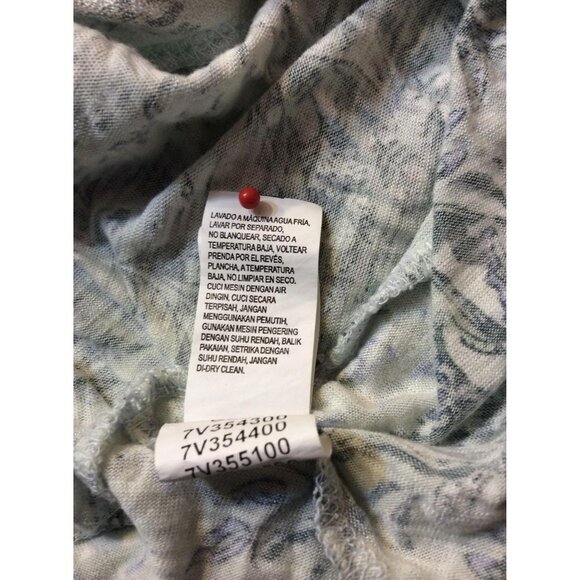 LAVADO A MÁQUINA AGUA FRÍA,
LAVAR POR SEPARADO,
NO BLANQUEAR, SECADO A
TEMPERATURA BAJA, VOLTEAR
PRENDA POR EL REVÉS,
PLANCHA, A TEMPERATURA
BAJA, NO LIMPIAR EN SECO.
CUCI MESIN DENGAN AIR
DINGIN, CUCI SECARA
TERPISAH, JANGAN
MENGGUNAKAN PEMUTIH,
GUNAKAN MESIN PENGERING
DENGAN SUHU RENDAH, BALIK
PAKAIAN, SETRIKA DENGAN
SUHU RENDAH, JANGAN
DI-DRY CLEAN.
7V354300
7V354400
7V355100